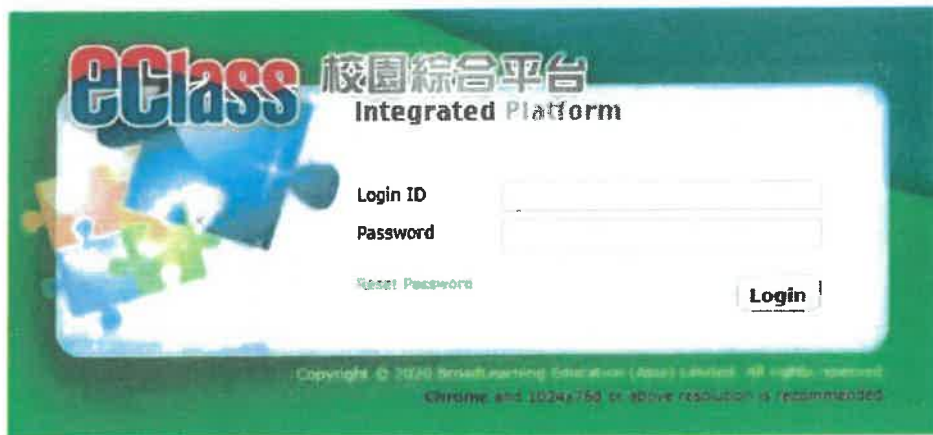 eClass 校園綜合平台
Integrated Platform
Login ID
Password
Reset Password
Login
Copyright © 2020 BroadLearning Education (Asia) Limited. All rights reserved.
Chrome and 1024x768 or above resolution is recommended